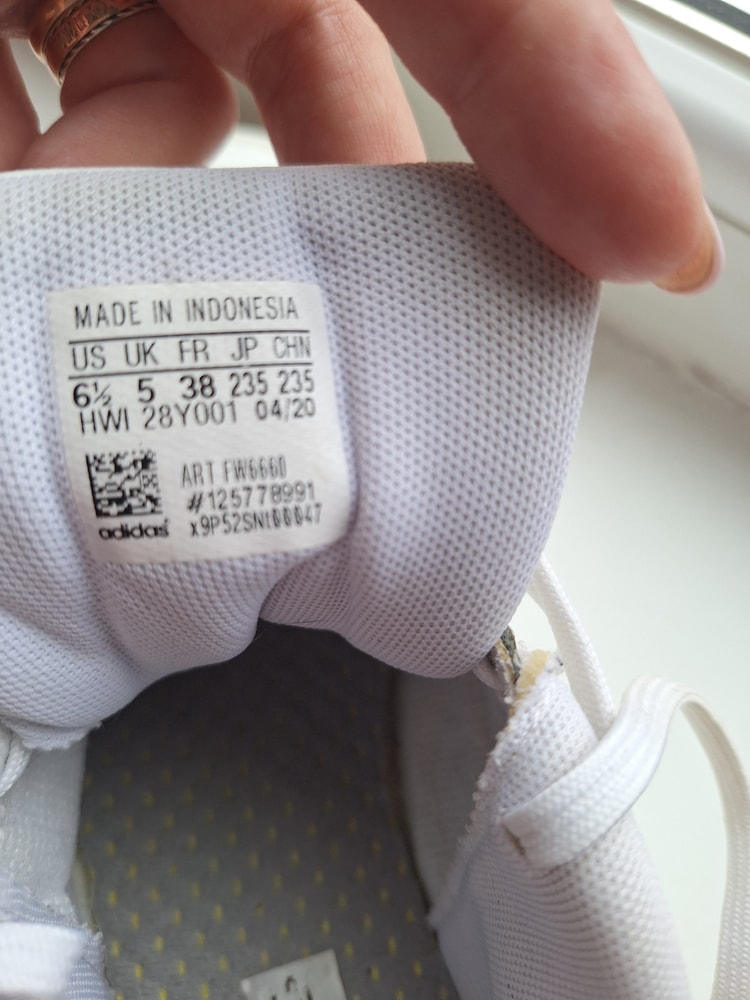 MADE IN INDONESIA
US UK FR JP CHN
6½ 5 38 235 235
HWI 28Y001 04/20
ART FW6660
#125778991
adidas
x9P52SNt00047